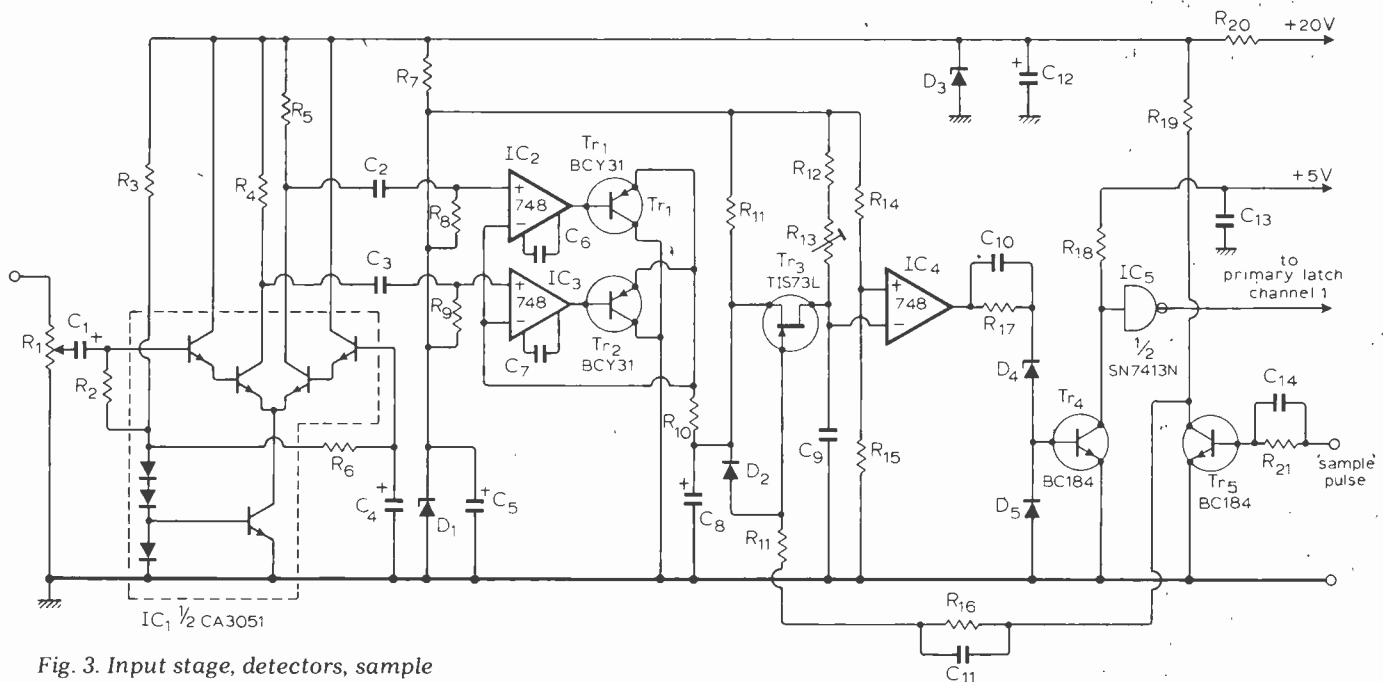 R20
+20V
R7
D3
+
C12
R5
R19
R3
R4
C2
IC2
Tr1
BCY31
Tr1
+
748
−
R8
C6
R11
R12
R14
+5V
C13
C3
IC3
+
748
−
R9
C7
Tr2
BCY31
R13
Tr3
TIS73L
IC4
+
748
−
C10
R17
R18
IC5
to
primary latch
channel 1
½
SN7413N
R1
C1
+
R2
R6
+
C4
D1
+
C5
R10
D2
+
C8
C9
R15
D4
Tr4
BC184
D5
C14
R21
Tr5
BC184
'sample'
pulse
R11
IC1 ½ CA3051
R16
C11
Fig. 3. Input stage, detectors, sample